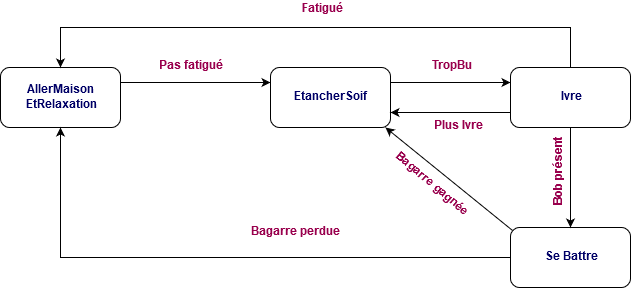 Fatigué
Pas fatigué
TropBu
AllerMaison
EtRelaxation
EtancherSoif
Ivre
Plus Ivre
Bagarre gagnée
Bob présent
Bagarre perdue
Se Battre